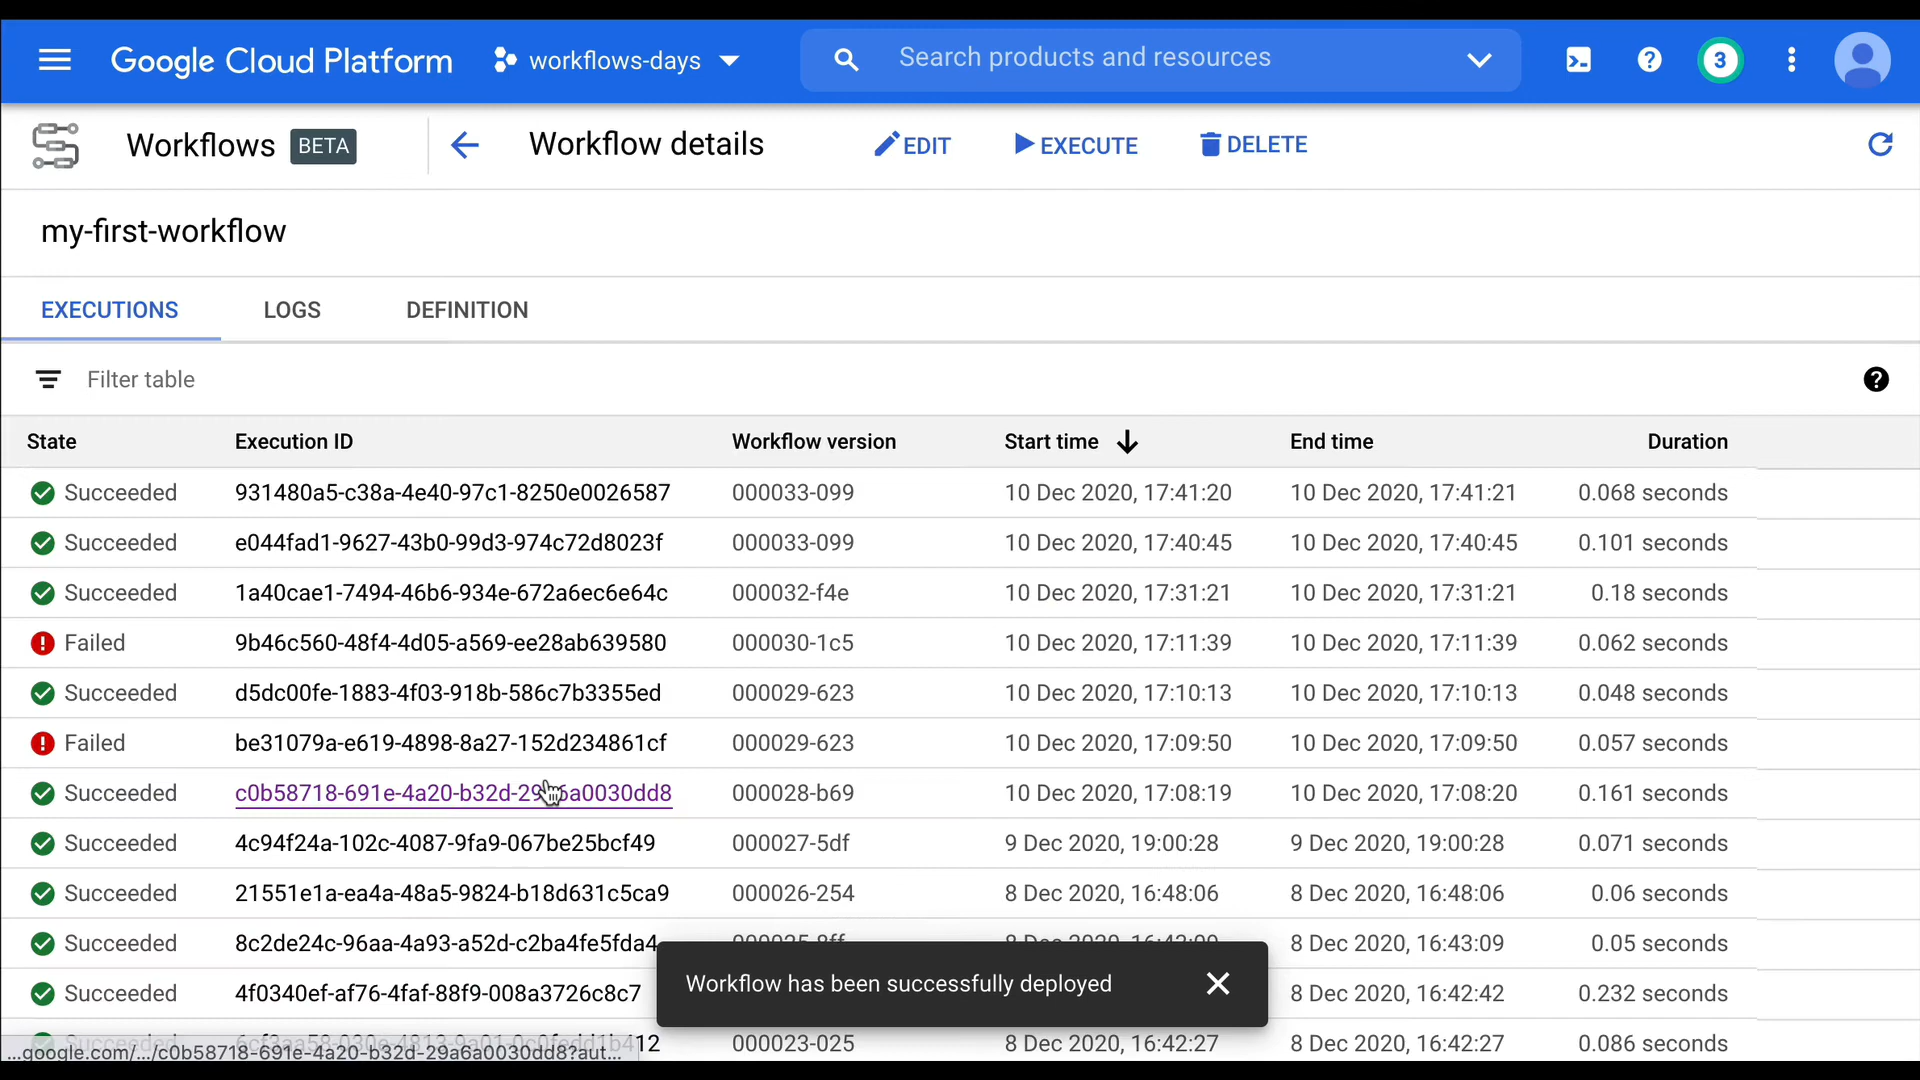 Google Cloud Platform workflows-days Search products and resources 3
Workflows BETA Workflow details EDIT EXECUTE DELETE
my-first-workflow
EXECUTIONS LOGS DEFINITION
Filter table
State Execution ID Workflow version Start time End time Duration
Succeeded 931480a5-c38a-4e40-97c1-8250e0026587 000033-099 10 Dec 2020, 17:41:20 10 Dec 2020, 17:41:21 0.068 seconds
Succeeded e044fad1-9627-43b0-99d3-974c72d8023f 000033-099 10 Dec 2020, 17:40:45 10 Dec 2020, 17:40:45 0.101 seconds
Succeeded 1a40cae1-7494-46b6-934e-672a6ec6e64c 000032-f4e 10 Dec 2020, 17:31:21 10 Dec 2020, 17:31:21 0.18 seconds
Failed 9b46c560-48f4-4d05-a569-ee28ab639580 000030-1c5 10 Dec 2020, 17:11:39 10 Dec 2020, 17:11:39 0.062 seconds
Succeeded d5dc00fe-1883-4f03-918b-586c7b3355ed 000029-623 10 Dec 2020, 17:10:13 10 Dec 2020, 17:10:13 0.048 seconds
Failed be31079a-e619-4898-8a27-152d234861cf 000029-623 10 Dec 2020, 17:09:50 10 Dec 2020, 17:09:50 0.057 seconds
Succeeded c0b58718-691e-4a20-b32d-29a6a0030dd8 000028-b69 10 Dec 2020, 17:08:19 10 Dec 2020, 17:08:20 0.161 seconds
Succeeded 4c94f24a-102c-4087-9fa9-067be25bcf49 000027-5df 9 Dec 2020, 19:00:28 9 Dec 2020, 19:00:28 0.071 seconds
Succeeded 21551e1a-ea4a-48a5-9824-b18d631c5ca9 000026-254 8 Dec 2020, 16:48:06 8 Dec 2020, 16:48:06 0.06 seconds
Succeeded 8c2de24c-96aa-4a93-a52d-c2ba4fe5fda4 8 Dec 2020, 16:43:09 0.05 seconds
Workflow has been successfully deployed
Succeeded 4f0340ef-af76-4faf-88f9-008a3726c8c7 8 Dec 2020, 16:42:42 0.232 seconds
Succeeded 000023-025 8 Dec 2020, 16:42:27 8 Dec 2020, 16:42:27 0.086 seconds
...google.com/.../c0b58718-691e-4a20-b32d-29a6a0030dd8?aut...